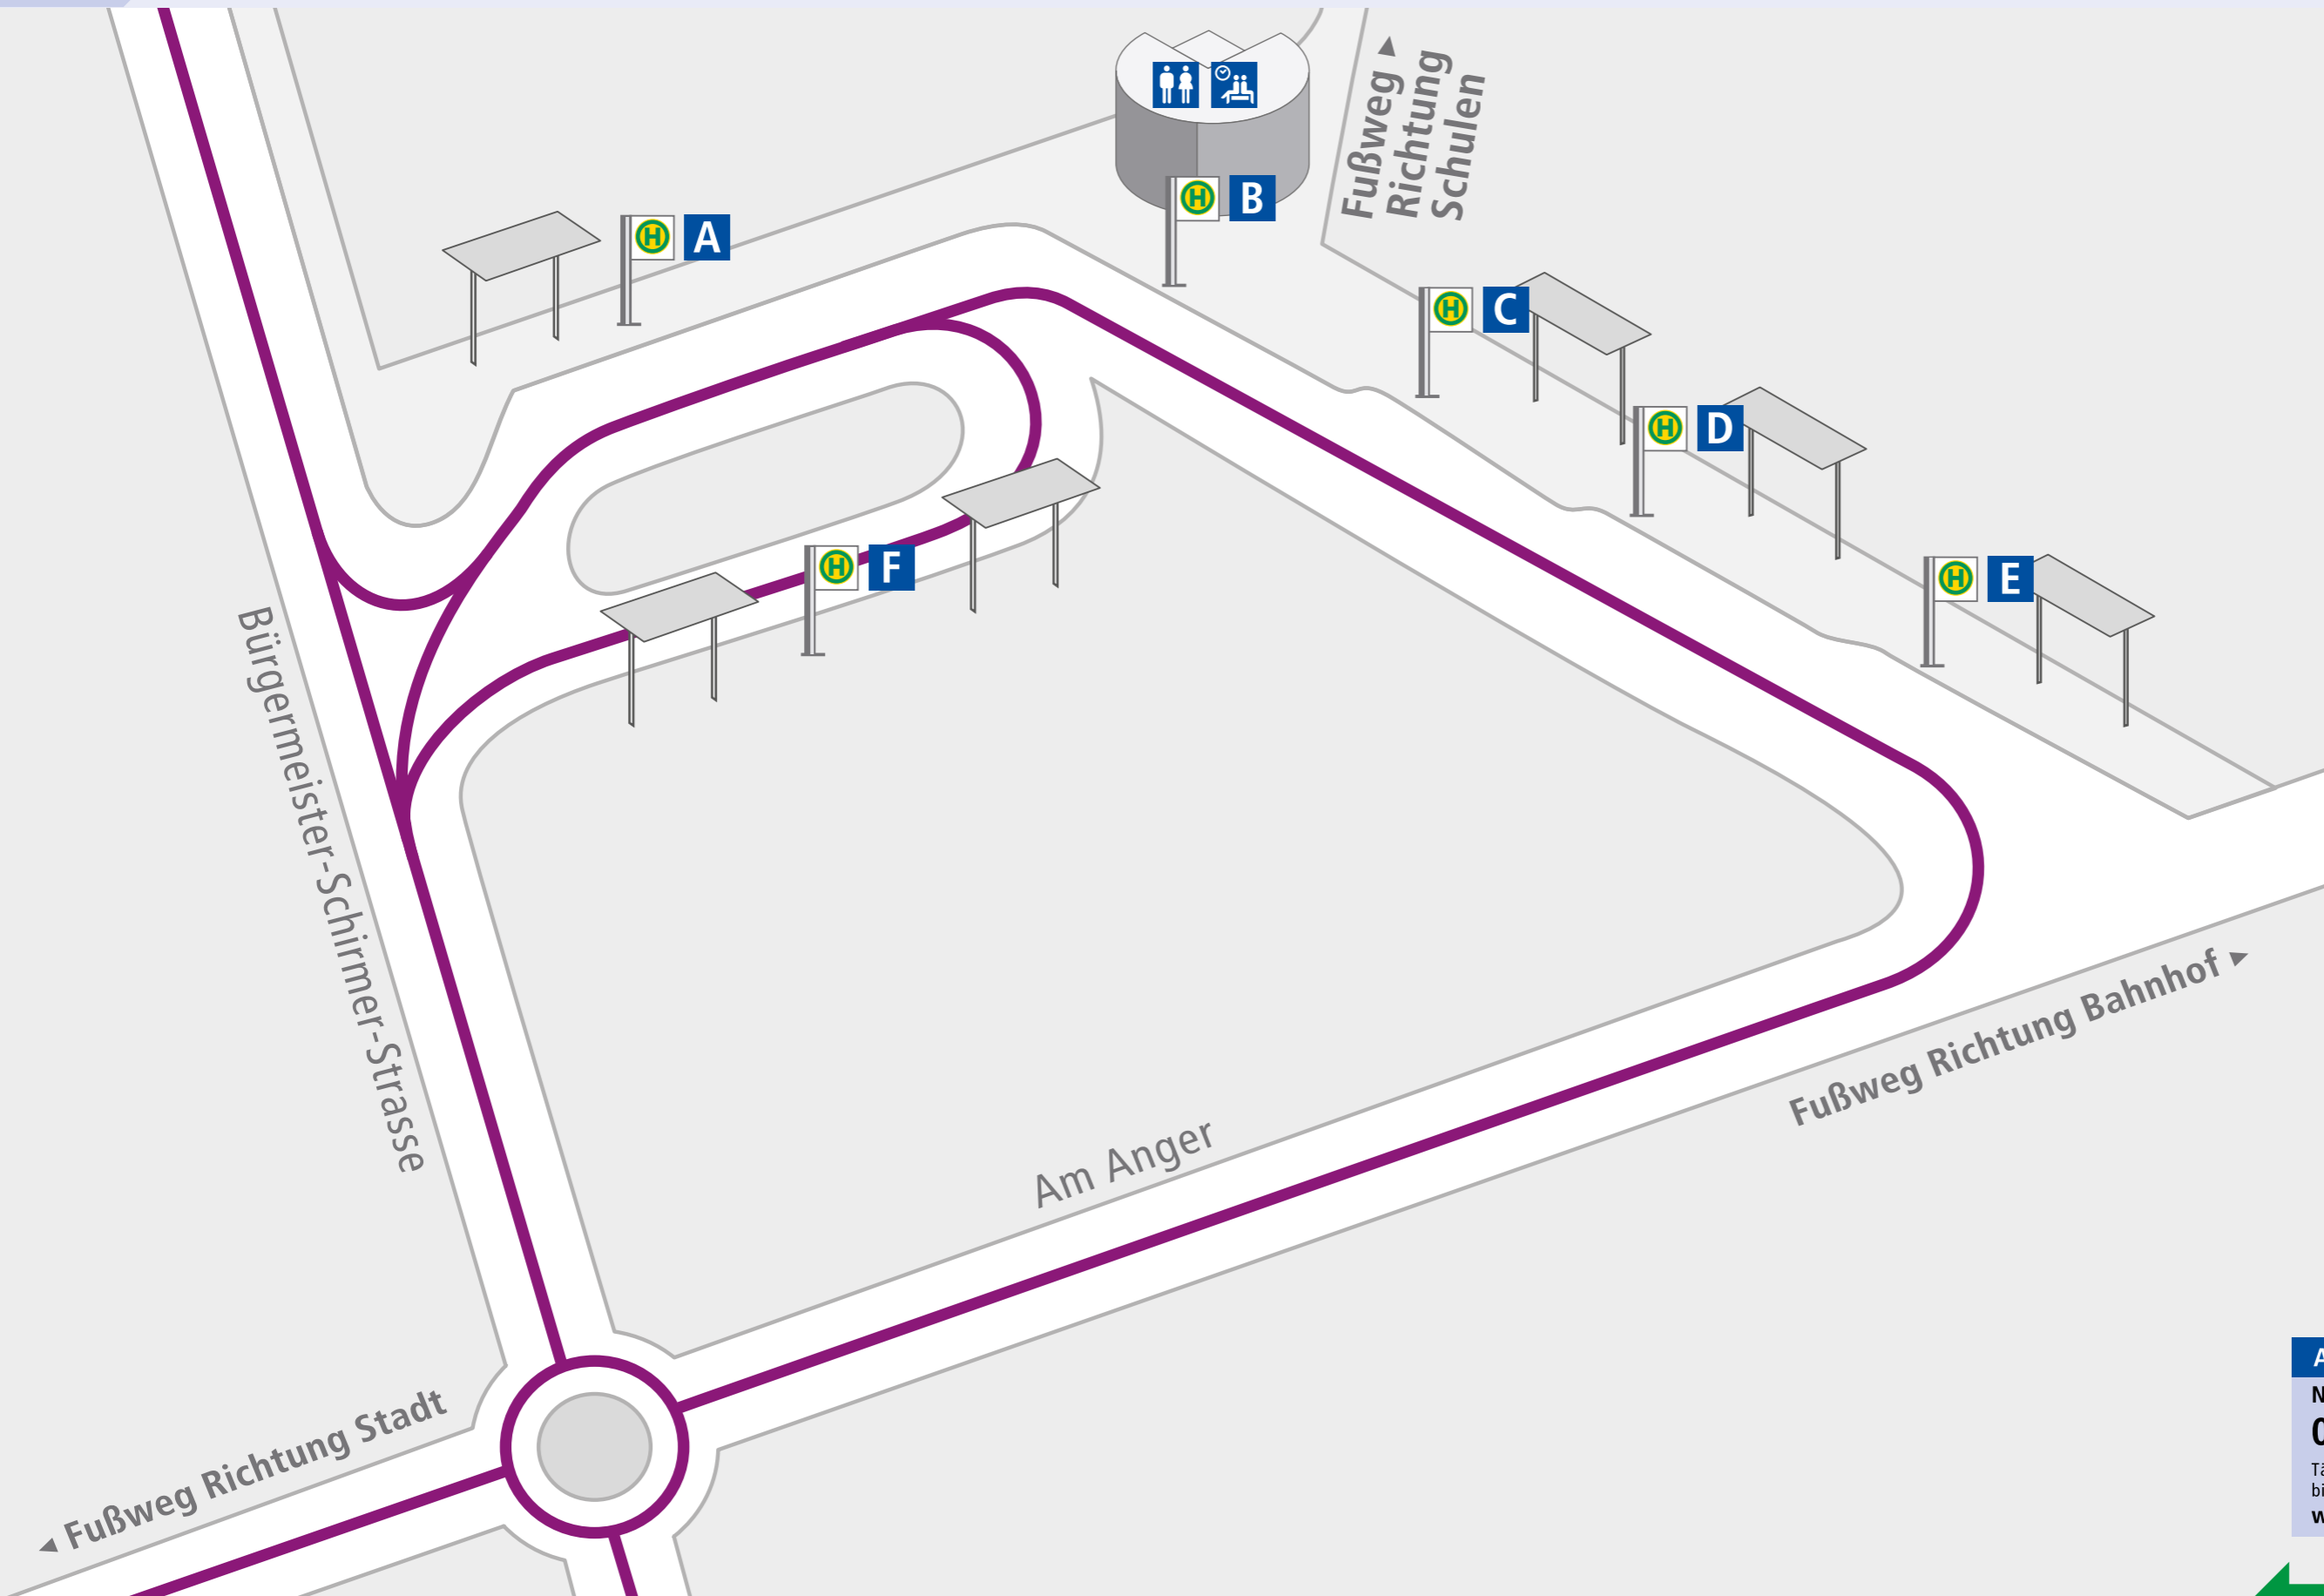 Fußweg
Richtung
Schulen
H B
H A
H C
H D
H F
H E
Bürgermeister-Schirmer-Strasse
Fußweg Richtung Bahnhof
Am Anger
Fußweg Richtung Stadt